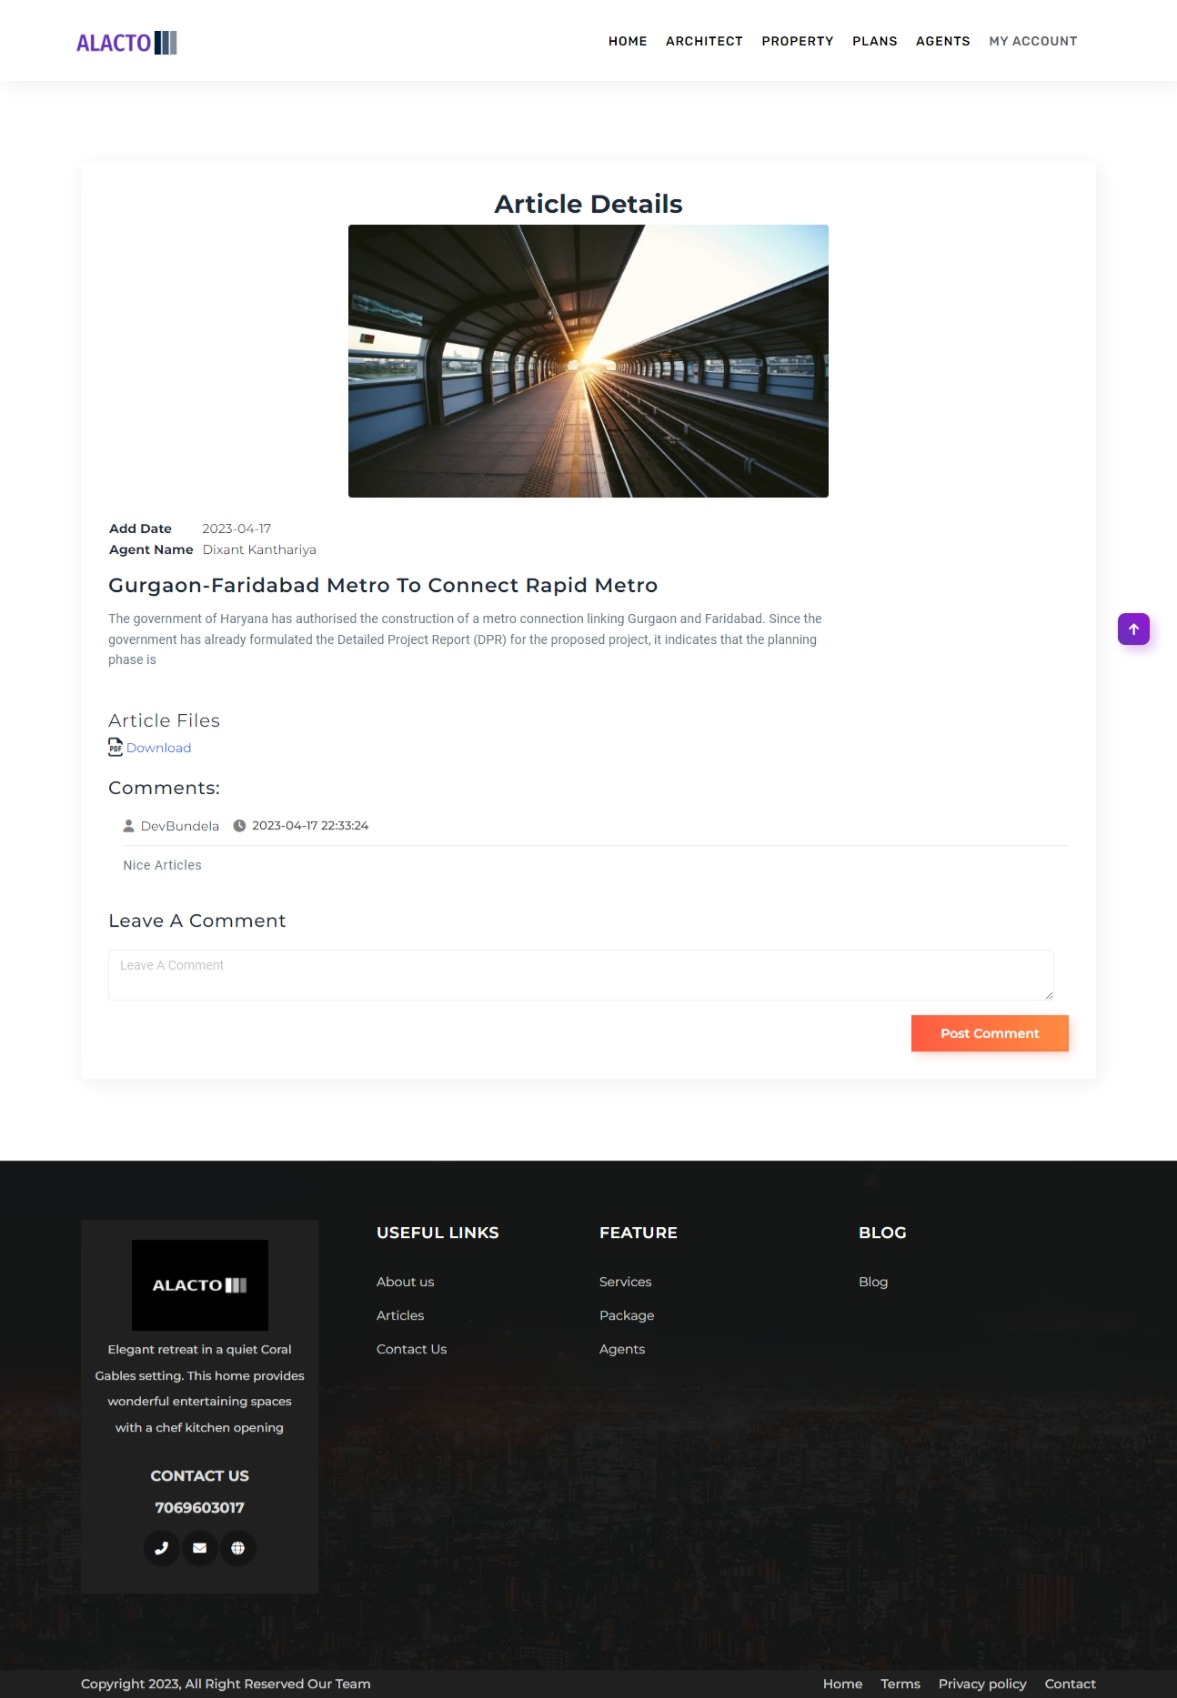 ALACTO
HOME ARCHITECT PROPERTY PLANS AGENTS MY ACCOUNT
Article Details
Add Date 2023-04-17
Agent Name Dixant Kanthariya
Gurgaon-Faridabad Metro To Connect Rapid Metro
The government of Haryana has authorised the construction of a metro connection linking Gurgaon and Faridabad. Since the
government has already formulated the Detailed Project Report (DPR) for the proposed project, it indicates that the planning
phase is
Article Files
PDF Download
Comments:
DevBundela 2023-04-17 22:33:24
Nice Articles
Leave A Comment
Leave A Comment
Post Comment
ALACTO
Elegant retreat in a quiet Coral
Gables setting. This home provides
wonderful entertaining spaces
with a chef kitchen opening
CONTACT US
7069603017
USEFUL LINKS
About us
Articles
Contact Us
FEATURE
Services
Package
Agents
BLOG
Blog
Copyright 2023, All Right Reserved Our Team
Home Terms Privacy policy Contact